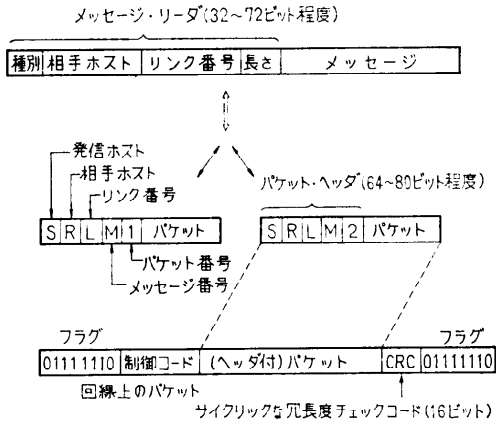 メッセージ・リーダ(32～72ビット程度)
種別 相手ホスト リンク番号 長さ メッセージ
発信ホスト
相手ホスト
リンク番号
パケット・ヘッダ(64～80ビット程度)
S R L M 1 パケット
S R L M 2 パケット
パケット番号
メッセージ番号
フラグ
フラグ
01111110 制御コード (ヘッダ付)パケット CRC 01111110
回線上のパケット
サイクリックな冗長度チェックコード(16ビット)